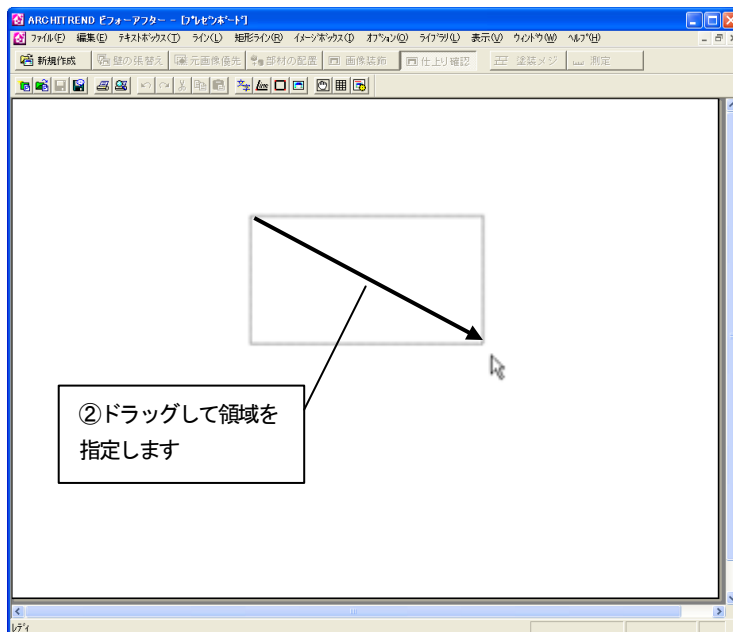 ARCHITREND ビフォーアフター - [プレゼンボード]
ファイル(F) 編集(E) テキストボックス(T) ライン(L) 矩形ライン(R) イメージボックス(I) オプション(O) ライブラリ(L) 表示(V) ウィンドウ(W) ヘルプ(H)
新規作成 壁の張替え 元画像優先 部材の配置 画像装飾 仕上り確認 塗装メジ 測定
②ドラッグして領域を
指定します
レディ